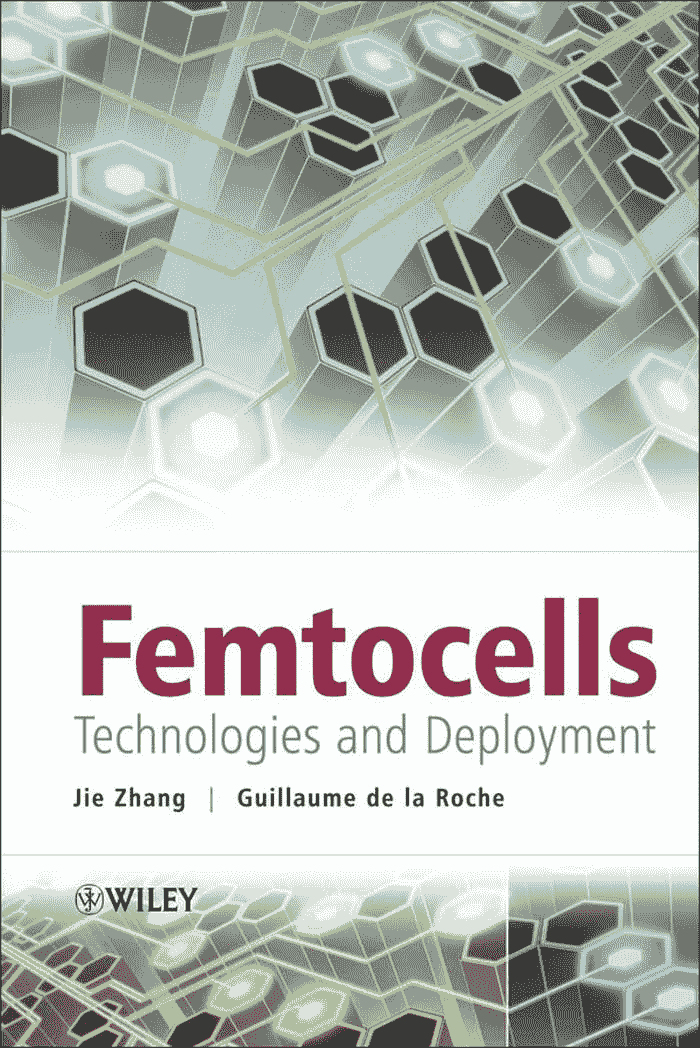 Femtocells
Technologies and Deployment
Jie Zhang | Guillaume de la Roche
WILEY